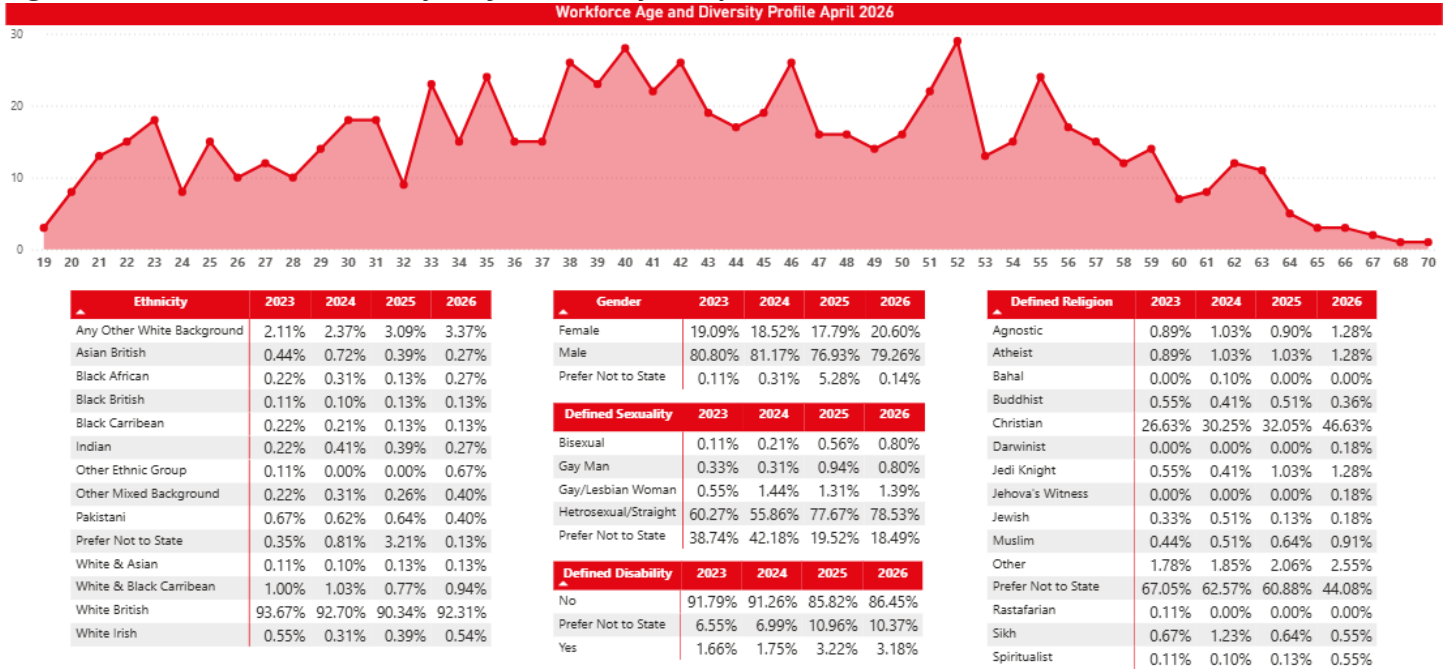 Workforce Age and Diversity Profile April 2026
30
20
10
0
19 20 21 22 23 24 25 26 27 28 29 30 31 32 33 34 35 36 37 38 39 40 41 42 43 44 45 46 47 48 49 50 51 52 53 54 55 56 57 58 59 60 61 62 63 64 65 66 67 68 70
Ethnicity 2023 2024 2025 2026
Any Other White Background 2.11% 2.37% 3.09% 3.37%
Asian British 0.44% 0.72% 0.39% 0.27%
Black African 0.22% 0.31% 0.13% 0.27%
Black British 0.11% 0.10% 0.13% 0.13%
Black Carribean 0.22% 0.21% 0.13% 0.13%
Indian 0.22% 0.41% 0.39% 0.27%
Other Ethnic Group 0.11% 0.00% 0.00% 0.67%
Other Mixed Background 0.22% 0.31% 0.26% 0.40%
Pakistani 0.67% 0.62% 0.64% 0.40%
Prefer Not to State 0.35% 0.81% 3.21% 0.13%
White & Asian 0.11% 0.10% 0.13% 0.13%
White & Black Carribean 1.00% 1.03% 0.77% 0.94%
White British 93.67% 92.70% 90.34% 92.31%
White Irish 0.55% 0.31% 0.39% 0.54%
Gender 2023 2024 2025 2026
Female 19.09% 18.52% 17.79% 20.60%
Male 80.80% 81.17% 76.93% 79.26%
Prefer Not to State 0.11% 0.31% 5.28% 0.14%
Defined Sexuality 2023 2024 2025 2026
Bisexual 0.11% 0.21% 0.56% 0.80%
Gay Man 0.33% 0.31% 0.94% 0.80%
Gay/Lesbian Woman 0.55% 1.44% 1.31% 1.39%
Hetrosexual/Straight 60.27% 55.86% 77.67% 78.53%
Prefer Not to State 38.74% 42.18% 19.52% 18.49%
Defined Disability 2023 2024 2025 2026
No 91.79% 91.26% 85.82% 86.45%
Prefer Not to State 6.55% 6.99% 10.96% 10.37%
Yes 1.66% 1.75% 3.22% 3.18%
Defined Religion 2023 2024 2025 2026
Agnostic 0.89% 1.03% 0.90% 1.28%
Atheist 0.89% 1.03% 1.03% 1.28%
Bahal 0.00% 0.10% 0.00% 0.00%
Buddhist 0.55% 0.41% 0.51% 0.36%
Christian 26.63% 30.25% 32.05% 46.63%
Darwinist 0.00% 0.00% 0.00% 0.18%
Jedi Knight 0.55% 0.41% 1.03% 1.28%
Jehova's Witness 0.00% 0.00% 0.00% 0.18%
Jewish 0.33% 0.51% 0.13% 0.18%
Muslim 0.44% 0.51% 0.64% 0.91%
Other 1.78% 1.85% 2.06% 2.55%
Prefer Not to State 67.05% 62.57% 60.88% 44.08%
Rastafarian 0.11% 0.00% 0.00% 0.00%
Sikh 0.67% 1.23% 0.64% 0.55%
Spiritualist 0.11% 0.10% 0.13% 0.55%